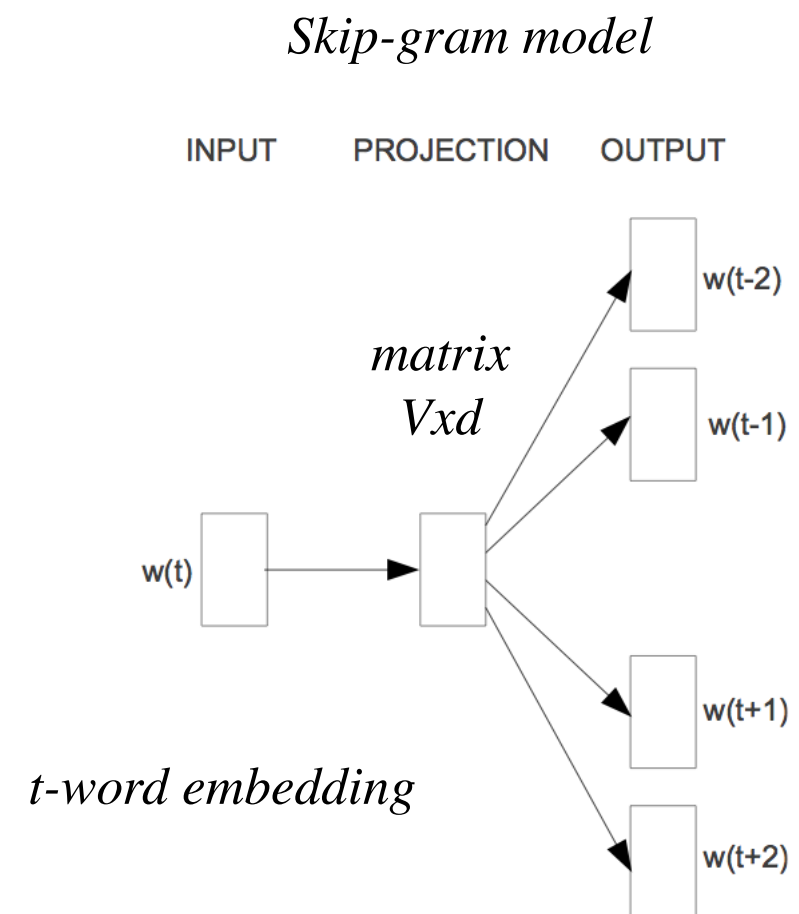 Skip-gram model
INPUT PROJECTION OUTPUT
w(t-2)
matrix
Vxd
w(t-1)
w(t)
w(t+1)
t-word embedding
w(t+2)